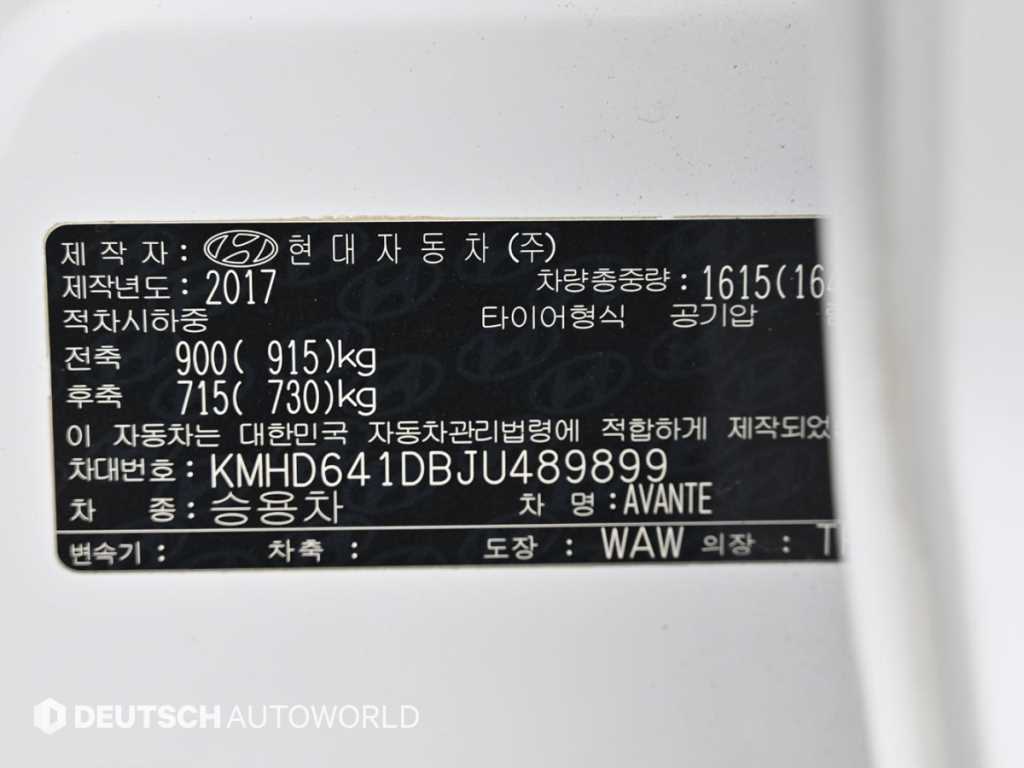 제 작 자 : 현 대 자 동 차 (주)
제작년도 : 2017 차량총중량 : 1615(164
적차시하중 타이어형식 공기압
전축 900( 915)kg
후축 715( 730)kg
이 자동차는 대한민국 자동차관리법령에 적합하게 제작되었
차대번호 : KMHD641DBJU489899
차 종 : 승용차 차 명 : AVANTE
변속기 : 차축 : 도장 : WAW 의장 : T
DEUTSCH AUTOWORLD